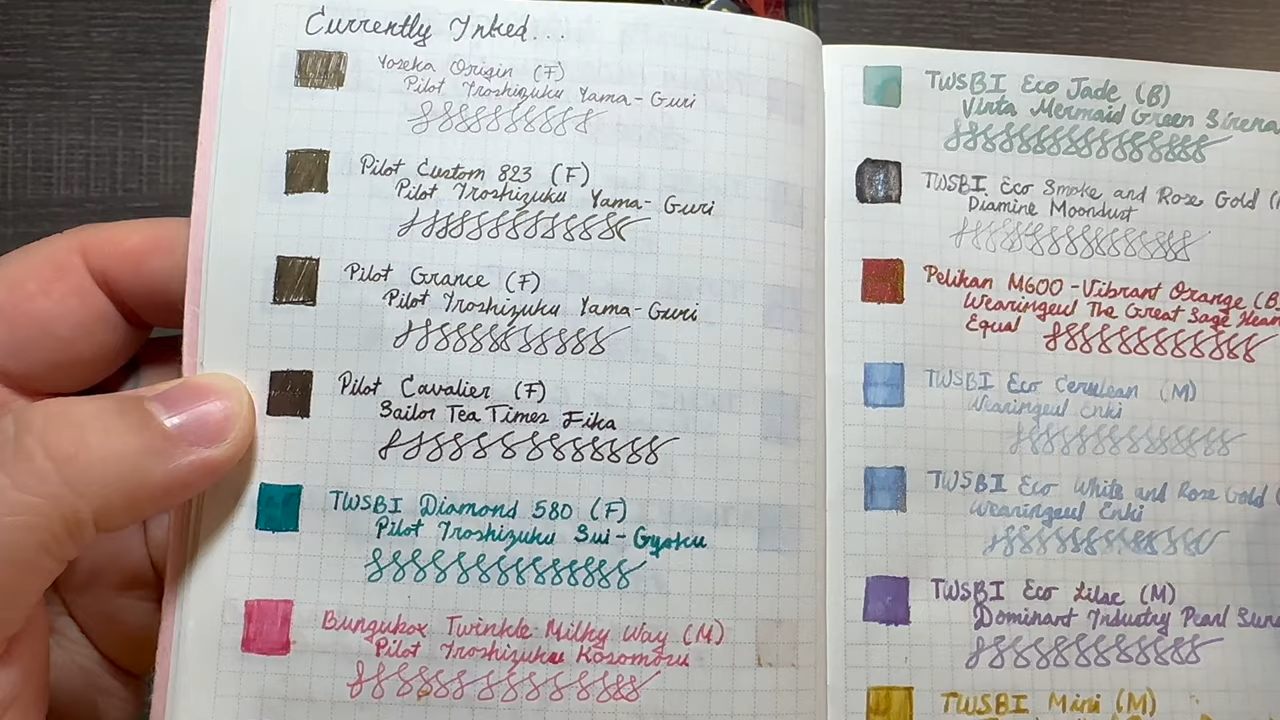 Currently Inked...
Yoseka Origin (F)
Pilot Iroshizuku Yama-Guri
Pilot Custom 823 (F)
Pilot Iroshizuku Yama-Guri
Pilot Grance (F)
Pilot Iroshizuku Yama-Guri
Pilot Cavalier (F)
Sailor Tea Times Fika
TWSBI Diamond 580 (F)
Pilot Iroshizuku Sui-Gyoku
Bungubox Twinkle Milky Way (M)
Pilot Iroshizuku Kosomozu
TWSBI Eco Jade (B)
Vinta Mermaid Green Sirena
TWSBI Eco Smoke and Rose Gold
Diamine Moondust
Pelikan M600 - Vibrant Orange (B
Wearingeul The Great Sage Hea
Equal
TWSBI Eco Cerulean (M)
Wearingeul Enki
TWSBI Eco White and Rose Gold
Wearingeul Enki
TWSBI Eco Lilac (M)
Dominant Industry Pearl
TWSBI Mini (M)